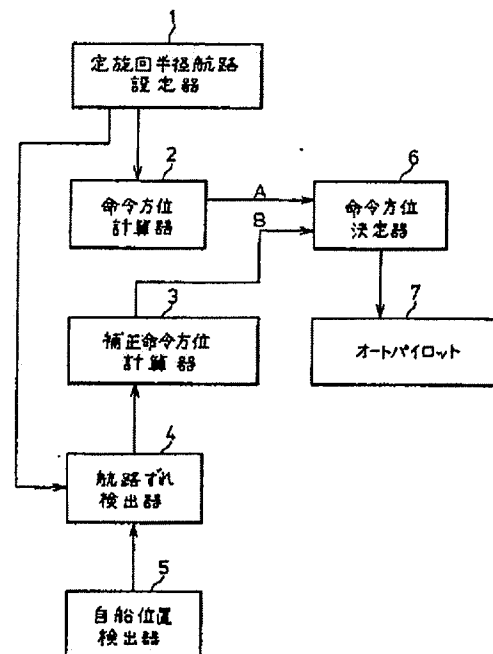 1
定旋回半径航路
設定器
2
命令方位
計算器
A
B
6
命令方位
決定器
3
補正命令方位
計算器
7
オートパイロット
4
航路ずれ
検出器
5
自船位置
検出器